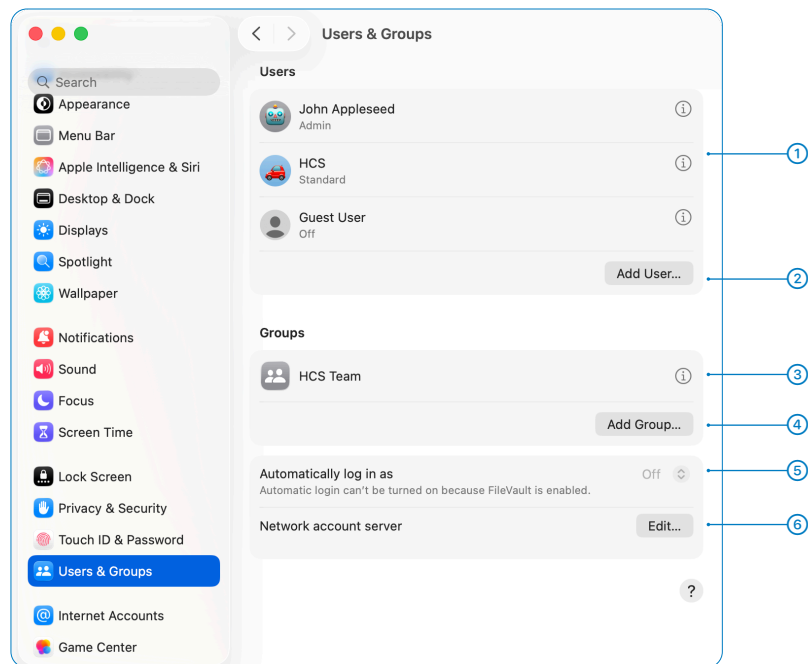 Users & Groups
Search
Appearance
Menu Bar
Apple Intelligence & Siri
Desktop & Dock
Displays
Spotlight
Wallpaper
Notifications
Sound
Focus
Screen Time
Lock Screen
Privacy & Security
Touch ID & Password
Users & Groups
Internet Accounts
Game Center
Users
John Appleseed
Admin
HCS
Standard
Guest User
Off
Add User...
Groups
HCS Team
Add Group...
Automatically log in as
Off
Automatic login can't be turned on because FileVault is enabled.
Network account server
Edit...
?
1
2
3
4
5
6